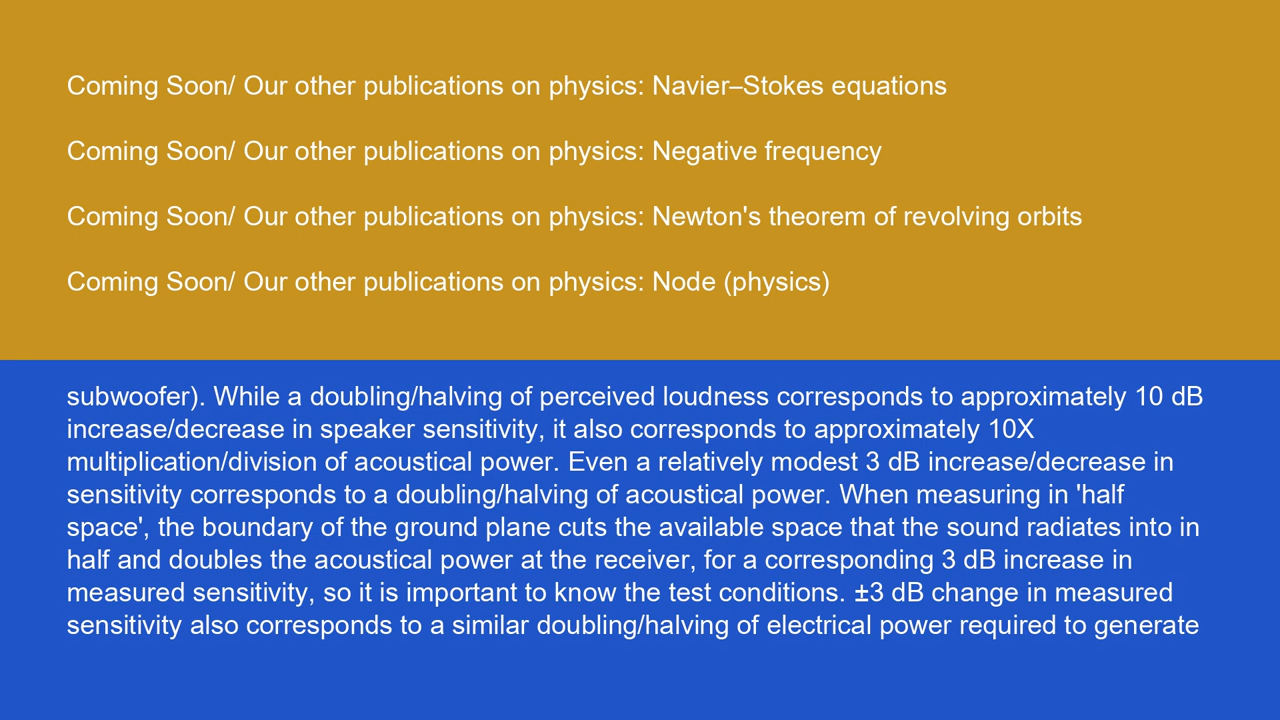 Coming Soon/ Our other publications on physics: Navier–Stokes equations
Coming Soon/ Our other publications on physics: Negative frequency
Coming Soon/ Our other publications on physics: Newton's theorem of revolving orbits
Coming Soon/ Our other publications on physics: Node (physics)
subwoofer). While a doubling/halving of perceived loudness corresponds to approximately 10 dB
increase/decrease in speaker sensitivity, it also corresponds to approximately 10X
multiplication/division of acoustical power. Even a relatively modest 3 dB increase/decrease in
sensitivity corresponds to a doubling/halving of acoustical power. When measuring in 'half
space', the boundary of the ground plane cuts the available space that the sound radiates into in
half and doubles the acoustical power at the receiver, for a corresponding 3 dB increase in
measured sensitivity, so it is important to know the test conditions. ±3 dB change in measured
sensitivity also corresponds to a similar doubling/halving of electrical power required to generate